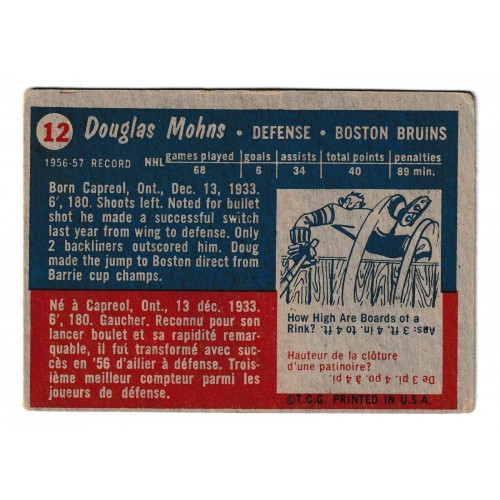 12 Douglas Mohns • DEFENSE • BOSTON BRUINS
1956-57 RECORD NHL games played goals assists total points penalties
68 6 34 40 89 min.
Born Capreol, Ont., Dec. 13, 1933.
6', 180. Shoots left. Noted for bullet
shot he made a successful switch
last year from wing to defense. Only
2 backliners outscored him. Doug
made the jump to Boston direct from
Barrie cup champs.
Né à Capreol, Ont., 13 déc. 1933.
6', 180. Gaucher. Reconnu pour son
lancer boulet et sa rapidité remar-
quable, il fut transformé avec suc-
cès en '56 d'ailier à défense. Trois-
ième meilleur compteur parmi les
joueurs de défense.
How High Are Boards of a
Rink? Aps: 3 ft. in 4 to 4 ft.
Hauteur de la clôture
d'une patinoire?
De 3 pi. 4 po. à 4 pi.
©T.C.G. PRINTED IN U.S.A.